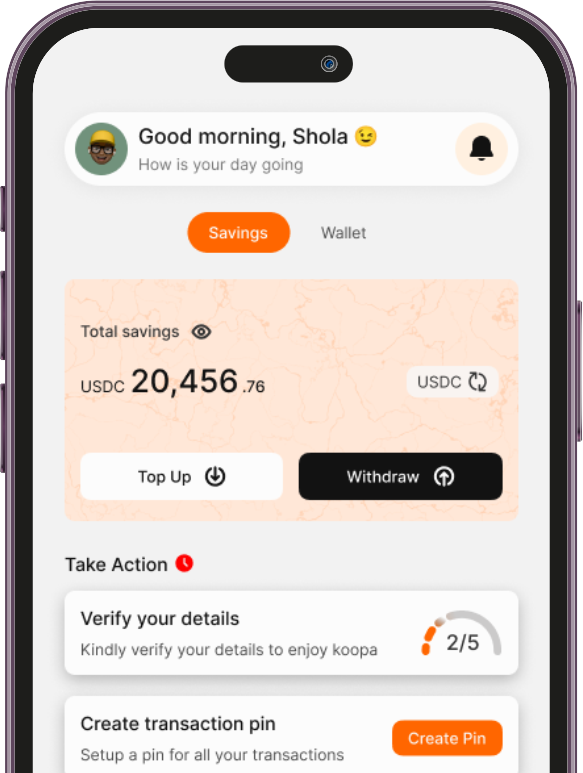 Good morning, Shola 😉
How is your day going
Savings Wallet
Total savings
USDC 20,456.76
USDC
Top Up Withdraw
Take Action
Verify your details
Kindly verify your details to enjoy koopa
2/5
Create transaction pin
Setup a pin for all your transactions
Create Pin